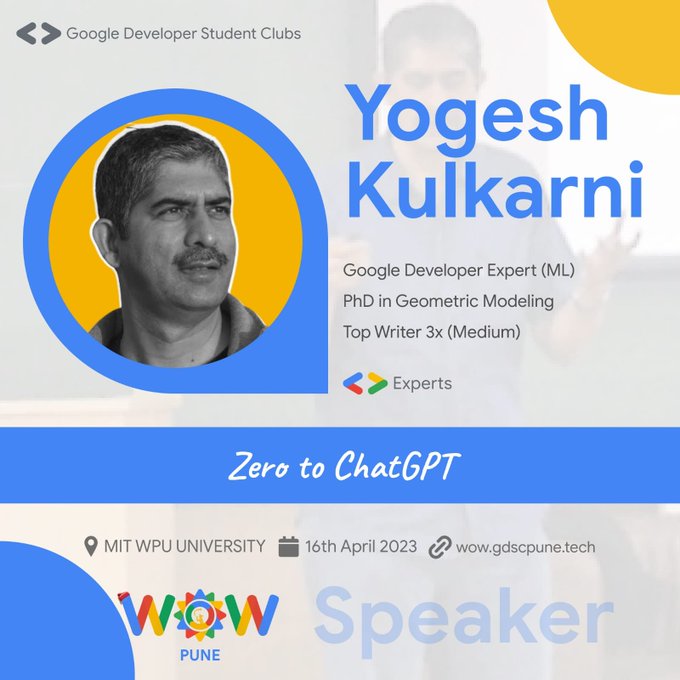 Google Developer Student Clubs
Yogesh
Kulkarni
Google Developer Expert (ML)
PhD in Geometric Modeling
Top Writer 3x (Medium)
Experts
Zero to ChatGPT
MIT WPU UNIVERSITY 16th April 2023 wow.gdscpune.tech
WOW
PUNE
Speaker